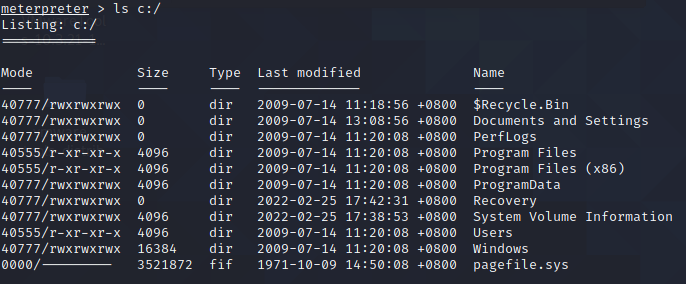 meterpreter > ls c:/
Listing: c:/
============
Mode Size Type Last modified Name
---- ---- ---- ------------- ----
40777/rwxrwxrwx 0 dir 2009-07-14 11:18:56 +0800 $Recycle.Bin
40777/rwxrwxrwx 0 dir 2009-07-14 13:08:56 +0800 Documents and Settings
40777/rwxrwxrwx 0 dir 2009-07-14 11:20:08 +0800 PerfLogs
40555/r-xr-xr-x 4096 dir 2009-07-14 11:20:08 +0800 Program Files
40555/r-xr-xr-x 4096 dir 2009-07-14 11:20:08 +0800 Program Files (x86)
40777/rwxrwxrwx 4096 dir 2009-07-14 11:20:08 +0800 ProgramData
40777/rwxrwxrwx 0 dir 2022-02-25 17:42:31 +0800 Recovery
40777/rwxrwxrwx 4096 dir 2022-02-25 17:38:53 +0800 System Volume Information
40555/r-xr-xr-x 4096 dir 2009-07-14 11:20:08 +0800 Users
40777/rwxrwxrwx 16384 dir 2009-07-14 11:20:08 +0800 Windows
0000/--------- 3521872 fif 1971-10-09 14:50:08 +0800 pagefile.sys